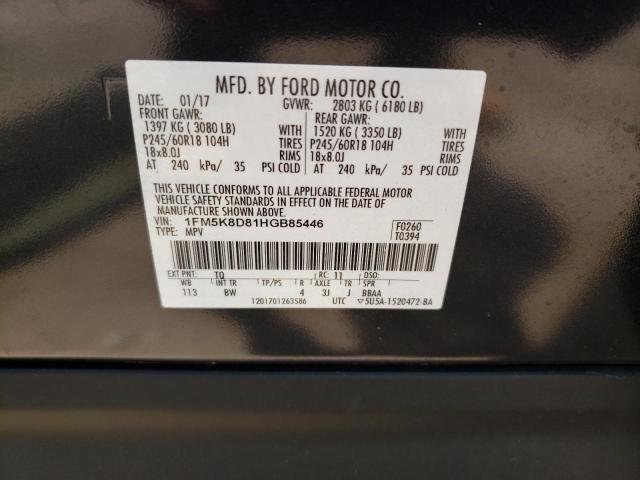 MFD. BY FORD MOTOR CO.
DATE: 01/17 GVWR: 2803 KG ( 6180 LB)
FRONT GAWR: REAR GAWR:
1397 KG ( 3080 LB) WITH 1520 KG ( 3350 LB) WITH
P245/60R18 104H TIRES P245/60R18 104H TIRES
18x8.0J RIMS 18x8.0J RIMS
AT 240 kPa/ 35 PSI COLD AT 240 kPa/ 35 PSI COLD
THIS VEHICLE CONFORMS TO ALL APPLICABLE FEDERAL MOTOR
VEHICLE SAFETY STANDARDS IN EFFECT ON THE DATE OF
MANUFACTURE SHOWN ABOVE.
VIN: 1FM5K8D81HGB85446 F0260
TYPE: MPV T0394
EXT PNT: TQ RC: 11 DSO:
WB INT TR TP/PS R AXLE TR SPR
113 BW 4 3J J BBAA
1201701263586 UTC ▽5U5A-1520472-BA